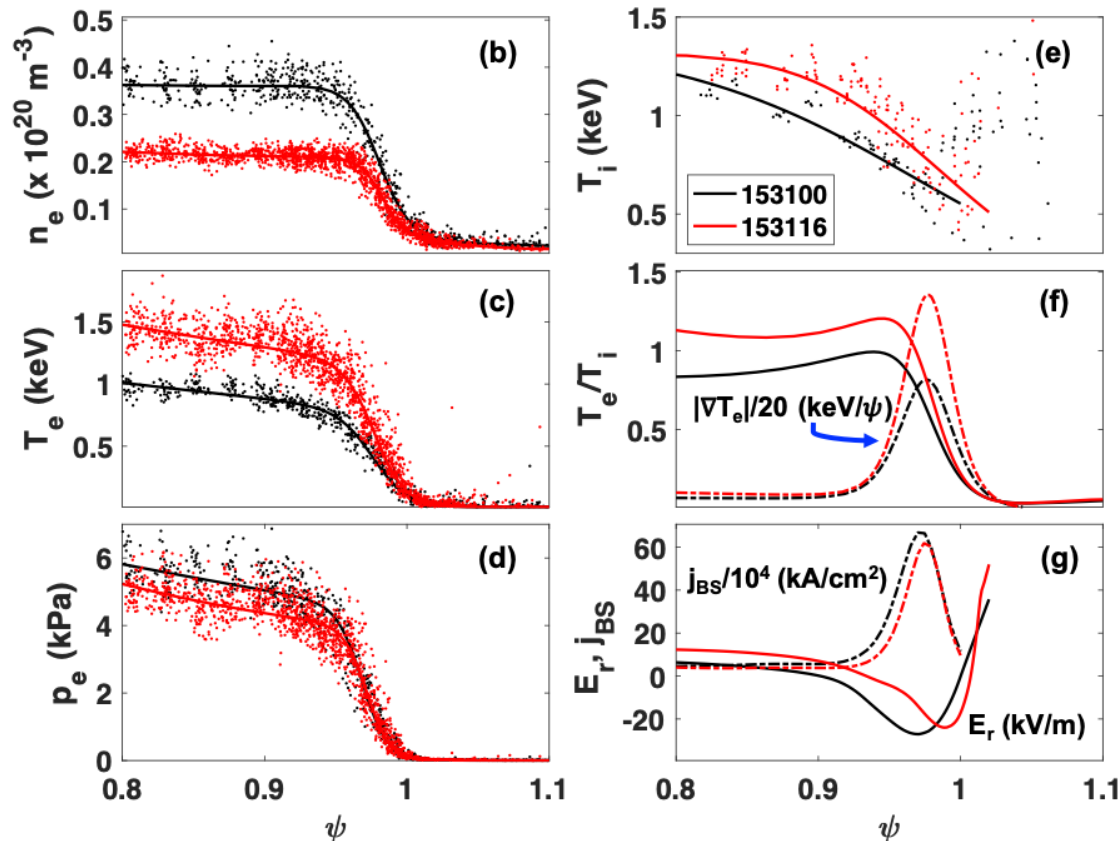 0.5
0.4
0.3
0.2
0.1
n_e (x 10^20 m^-3)
(b)
1.5
1
0.5
T_e (keV)
(c)
6
4
2
0
p_e (kPa)
(d)
0.8 0.9 1 1.1
ψ
1.5
1
0.5
T_i (keV)
(e)
153100
153116
1.5
1
0.5
T_e/T_i
(f)
|∇T_e|/20 (keV/ψ)
60
40
20
0
-20
E_r, j_BS
(g)
j_BS/10^4 (kA/cm^2)
E_r (kV/m)
0.8 0.9 1 1.1
ψ